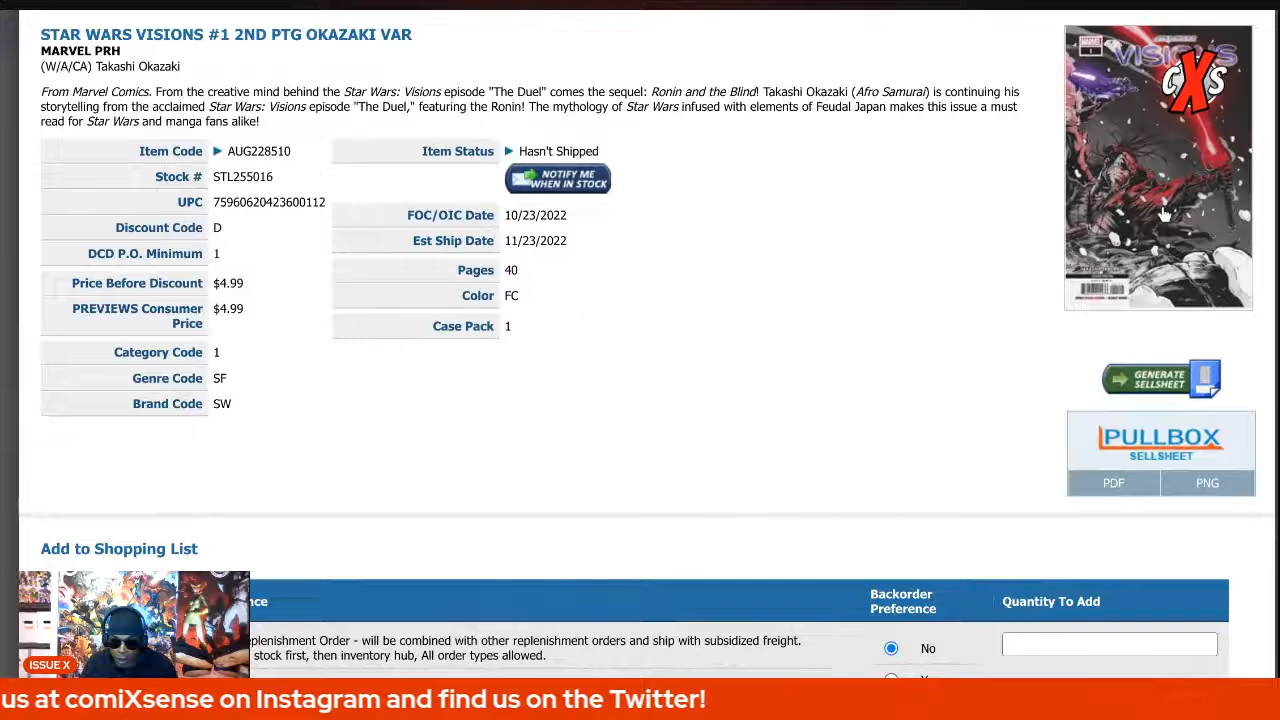 STAR WARS VISIONS #1 2ND PTG OKAZAKI VAR
MARVEL PRH
(W/A/CA) Takashi Okazaki
From Marvel Comics. From the creative mind behind the Star Wars: Visions episode "The Duel" comes the sequel: Ronin and the Blind! Takashi Okazaki (Afro Samurai) is continuing his
storytelling from the acclaimed Star Wars: Visions episode "The Duel," featuring the Ronin! The mythology of Star Wars infused with elements of Feudal Japan makes this issue a must
read for Star Wars and manga fans alike!
Item Code AUG228510
Stock # STL255016
UPC 75960620423600112
Discount Code D
DCD P.O. Minimum 1
Price Before Discount $4.99
PREVIEWS Consumer $4.99
Price
Category Code 1
Genre Code SF
Brand Code SW
Item Status Hasn't Shipped
NOTIFY ME
WHEN IN STOCK
FOC/OIC Date 10/23/2022
Est Ship Date 11/23/2022
Pages 40
Color FC
Case Pack 1
MARVEL
1
VISIONS
CXS
GENERATE
SELLSHEET
PULLBOX
SELLSHEET
PDF PNG
Add to Shopping List
nce
Backorder
Preference
Quantity To Add
plenishment Order - will be combined with other replenishment orders and ship with subsidized freight.
stock first, then inventory hub, All order types allowed.
No
ISSUE X
us at comiXsense on Instagram and find us on the Twitter!